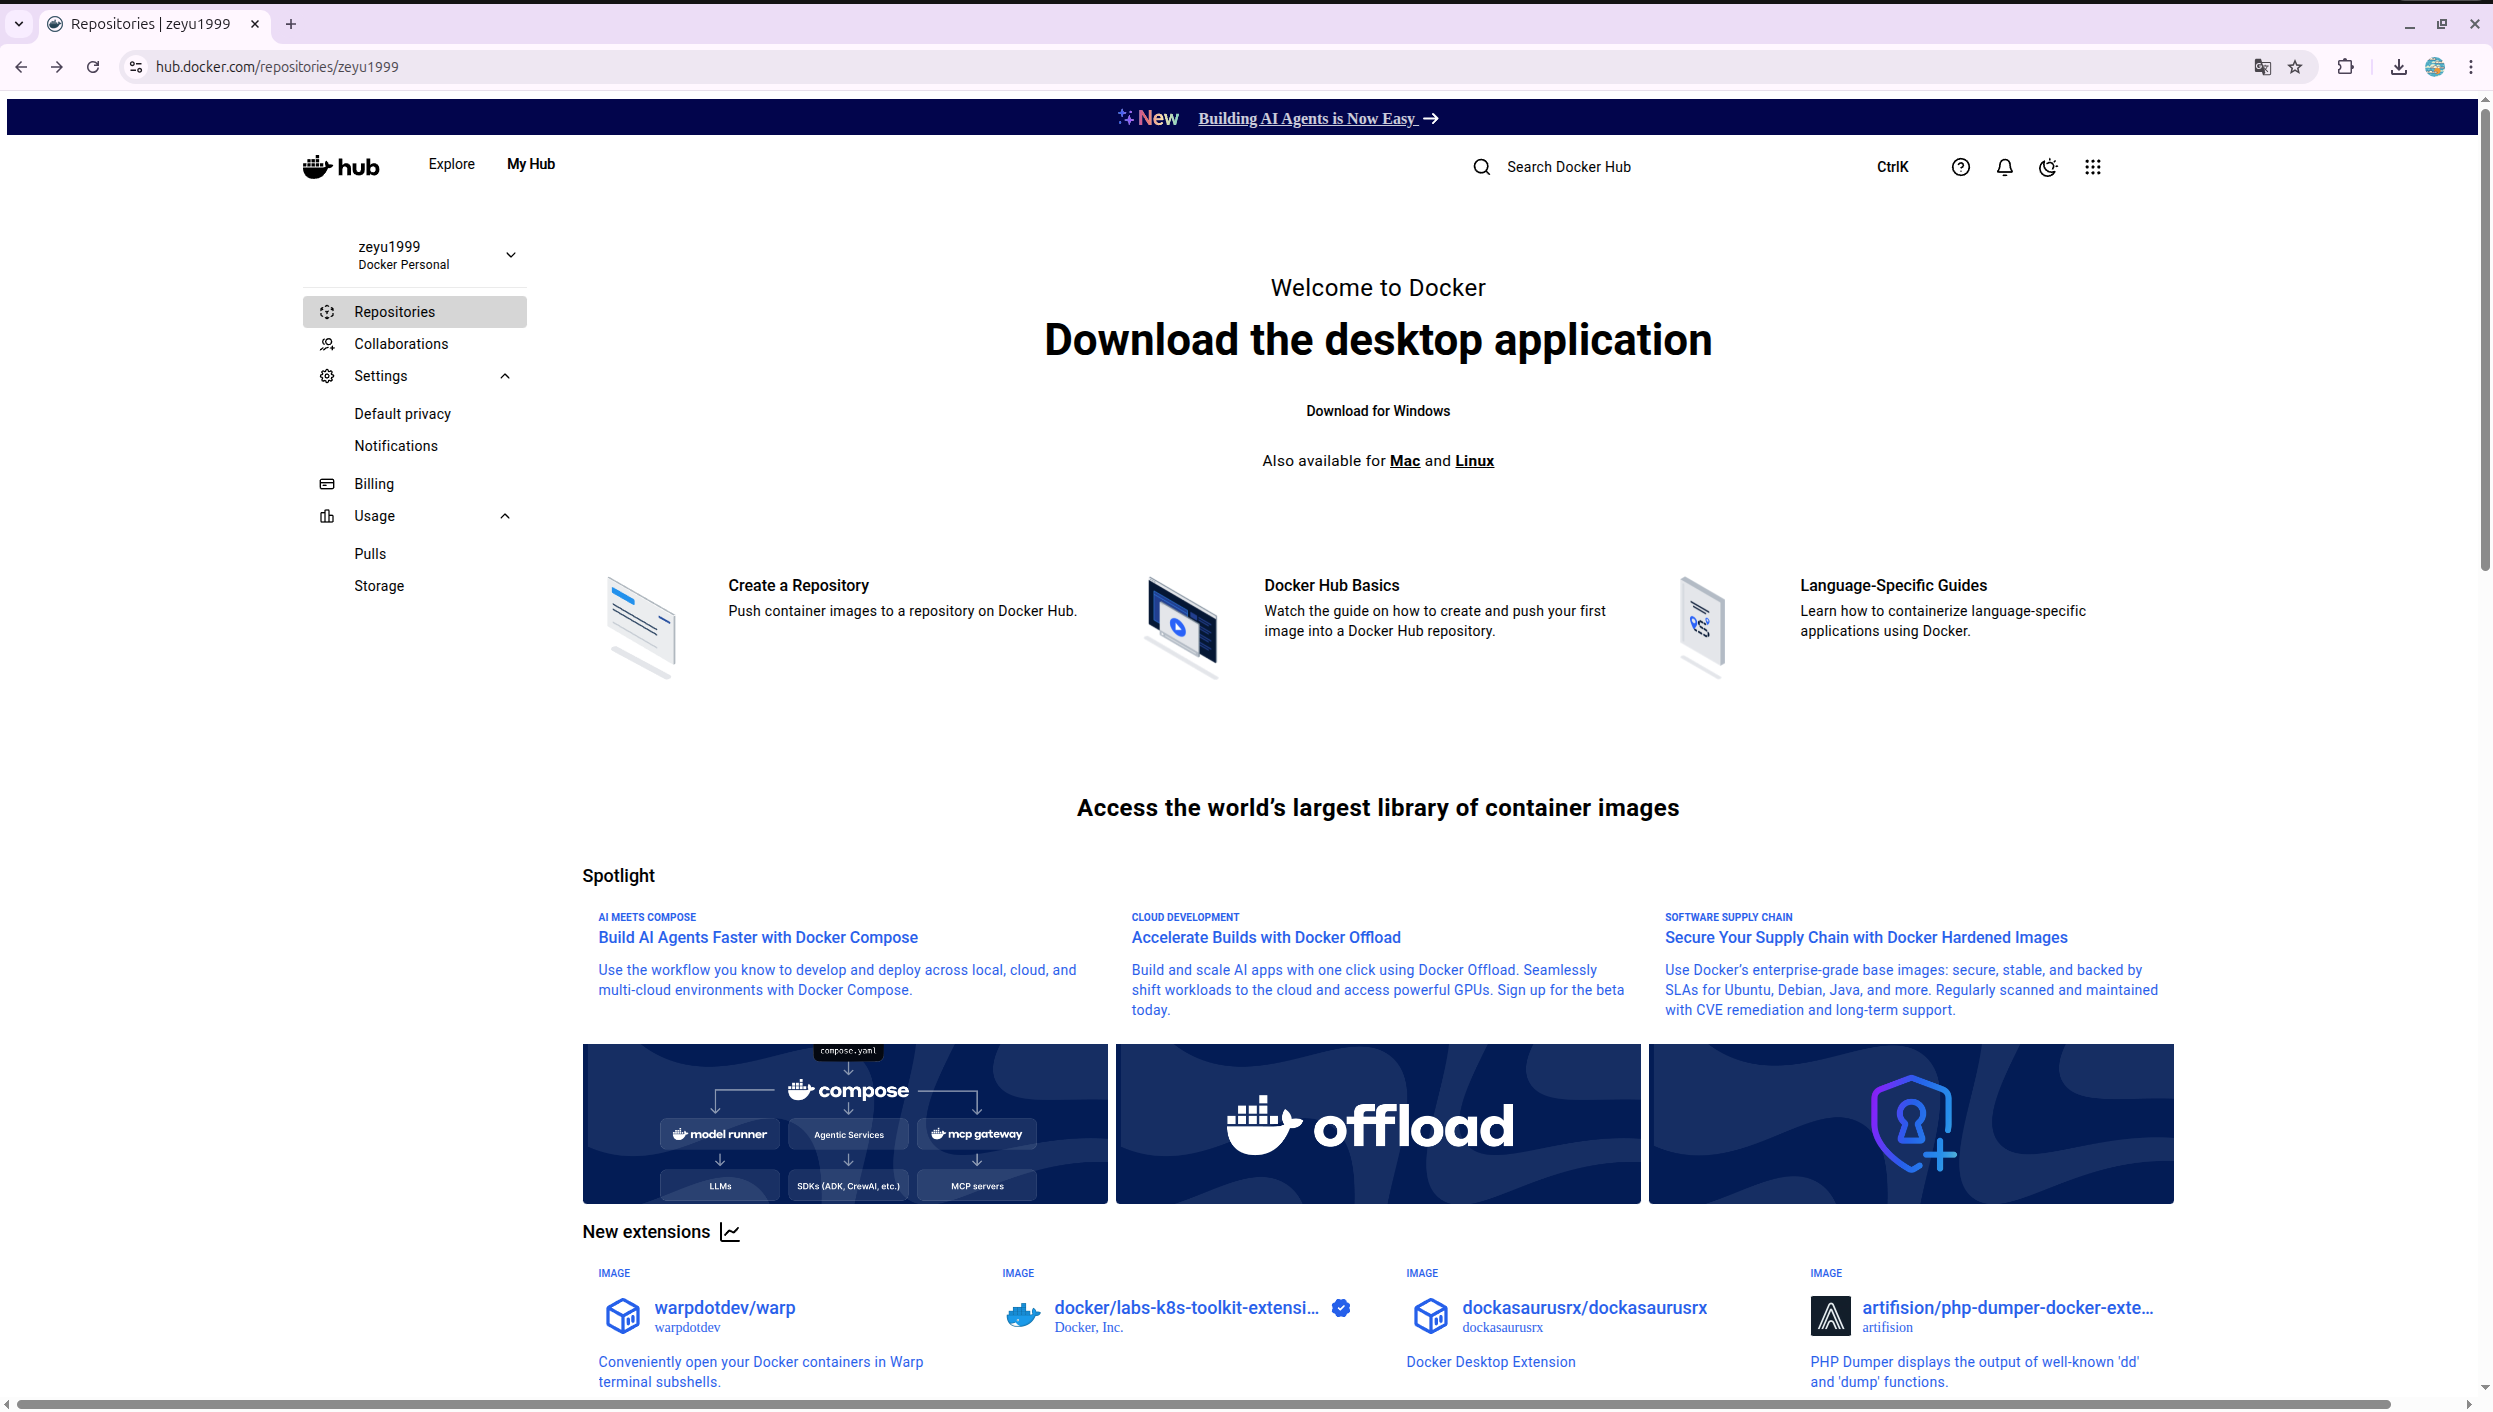 Repositories | zeyu1999
hub.docker.com/repositories/zeyu1999
New Building AI Agents is Now Easy
hub
Explore
My Hub
Search Docker Hub
CtrlK
zeyu1999
Docker Personal
Repositories
Collaborations
Settings
Default privacy
Notifications
Billing
Usage
Pulls
Storage
Welcome to Docker
Download the desktop application
Download for Windows
Also available for Mac and Linux
Create a Repository
Push container images to a repository on Docker Hub.
Docker Hub Basics
Watch the guide on how to create and push your first
image into a Docker Hub repository.
Language-Specific Guides
Learn how to containerize language-specific
applications using Docker.
Access the world’s largest library of container images
Spotlight
AI MEETS COMPOSE
Build AI Agents Faster with Docker Compose
Use the workflow you know to develop and deploy across local, cloud, and
multi-cloud environments with Docker Compose.
CLOUD DEVELOPMENT
Accelerate Builds with Docker Offload
Build and scale AI apps with one click using Docker Offload. Seamlessly
shift workloads to the cloud and access powerful GPUs. Sign up for the beta
today.
SOFTWARE SUPPLY CHAIN
Secure Your Supply Chain with Docker Hardened Images
Use Docker’s enterprise-grade base images: secure, stable, and backed by
SLAs for Ubuntu, Debian, Java, and more. Regularly scanned and maintained
with CVE remediation and long-term support.
compose.yaml
compose
model runner
Agentic Services
mcp gateway
LLMs
SDKs (ADK, CrewAI, etc.)
MCP servers
offload
New extensions
IMAGE
warpdotdev/warp
warpdotdev
Conveniently open your Docker containers in Warp
terminal subshells.
IMAGE
docker/labs-k8s-toolkit-extensi...
Docker, Inc.
IMAGE
dockasaurusrx/dockasaurusrx
dockasaurusrx
Docker Desktop Extension
IMAGE
artifision/php-dumper-docker-exte...
artifision
PHP Dumper displays the output of well-known 'dd'
and 'dump' functions.